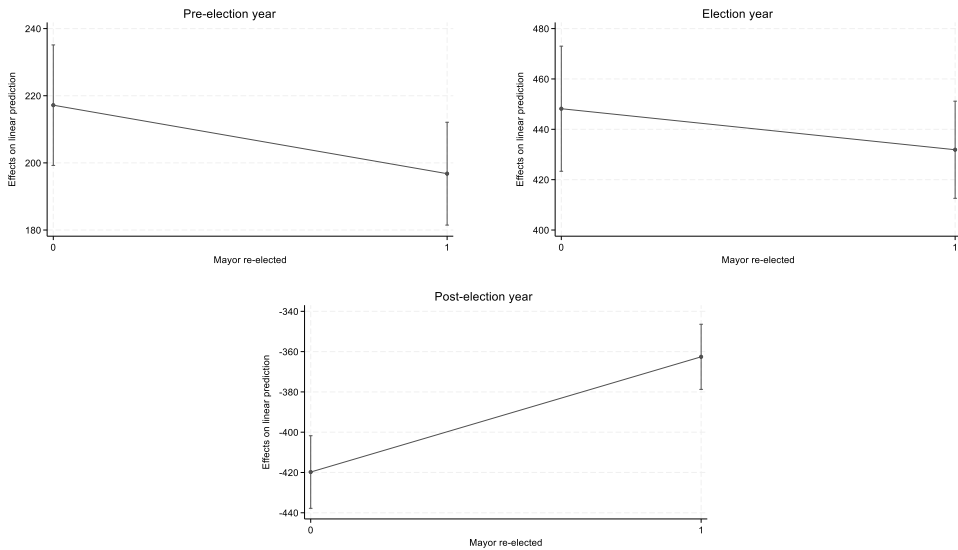 Pre-election year
Effects on linear prediction
240
220
200
180
0 1
Mayor re-elected
Election year
Effects on linear prediction
480
460
440
420
400
0 1
Mayor re-elected
Post-election year
Effects on linear prediction
-340
-360
-380
-400
-420
-440
0 1
Mayor re-elected